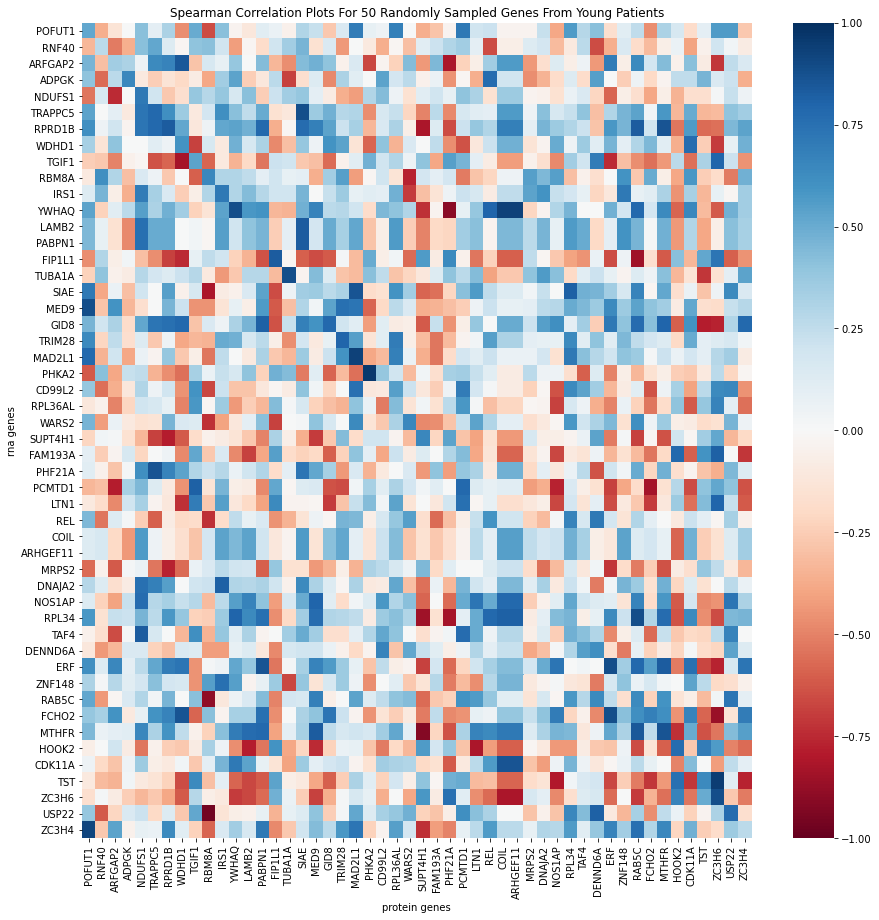 Spearman Correlation Plots For 50 Randomly Sampled Genes From Young Patients
POFUT1
RNF40
ARFGAP2
ADPGK
NDUFS1
TRAPPC5
RPRD1B
WDHD1
TGIF1
RBM8A
IRS1
YWHAQ
LAMB2
PABPN1
FIP1L1
TUBA1A
SIAE
MED9
GID8
TRIM28
MAD2L1
PHKA2
CD99L2
RPL36AL
WARS2
SUPT4H1
FAM193A
PHF21A
PCMTD1
LTN1
REL
COIL
ARHGEF11
MRPS2
DNAJA2
NOS1AP
RPL34
TAF4
DENND6A
ERF
ZNF148
RAB5C
FCHO2
MTHFR
HOOK2
CDK11A
TST
ZC3H6
USP22
ZC3H4
rna genes
POFUT1
RNF40
ARFGAP2
ADPGK
NDUFS1
TRAPPC5
RPRD1B
WDHD1
TGIF1
RBM8A
IRS1
YWHAQ
LAMB2
PABPN1
FIP1L1
TUBA1A
SIAE
MED9
GID8
TRIM28
MAD2L1
PHKA2
CD99L2
RPL36AL
WARS2
SUPT4H1
FAM193A
PHF21A
PCMTD1
LTN1
REL
COIL
ARHGEF11
MRPS2
DNAJA2
NOS1AP
RPL34
TAF4
DENND6A
ERF
ZNF148
RAB5C
FCHO2
MTHFR
HOOK2
CDK11A
TST
ZC3H6
USP22
ZC3H4
protein genes
1.00
0.75
0.50
0.25
0.00
−0.25
−0.50
−0.75
−1.00